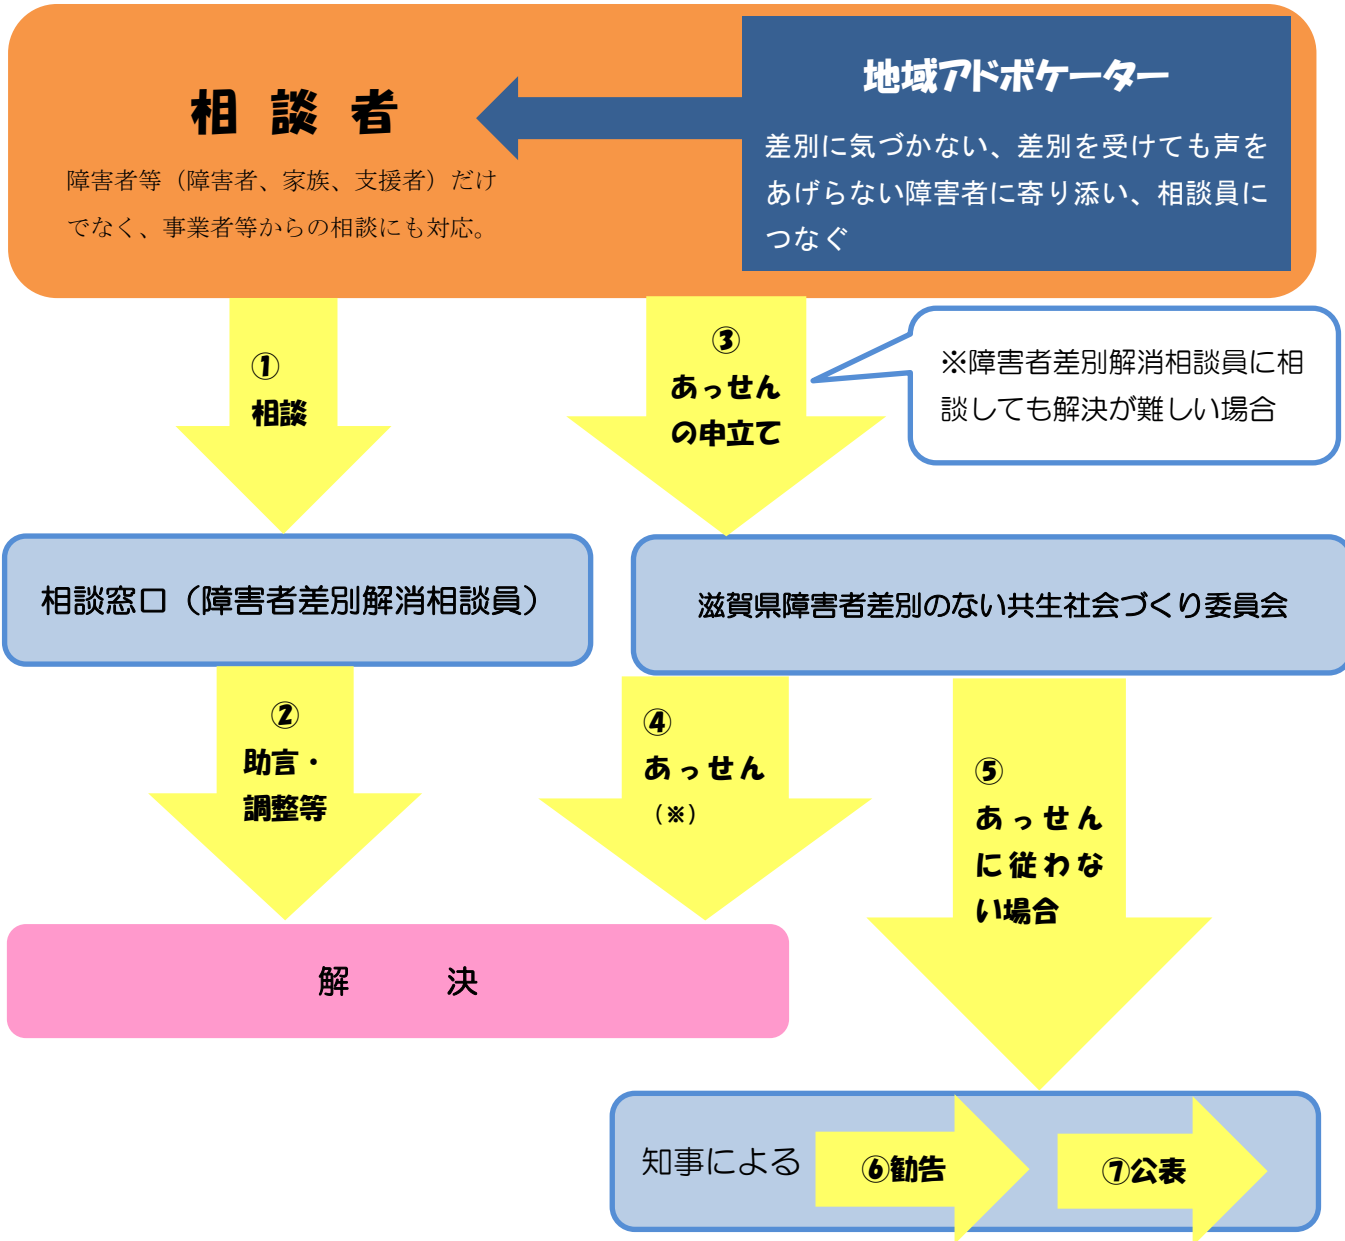 相談者
障害者等（障害者、家族、支援者）だけ
でなく、事業者等からの相談にも対応。
地域アドボケーター
差別に気づかない、差別を受けても声を
あげらない障害者に寄り添い、相談員に
つなぐ
①
相談
③
あっせん
の申立て
※障害者差別解消相談員に相
談しても解決が難しい場合
相談窓口（障害者差別解消相談員）
滋賀県障害者差別のない共生社会づくり委員会
②
助言・
調整等
④
あっせん
（※）
⑤
あっせん
に従わな
い場合
解決
知事による
⑥勧告
⑦公表